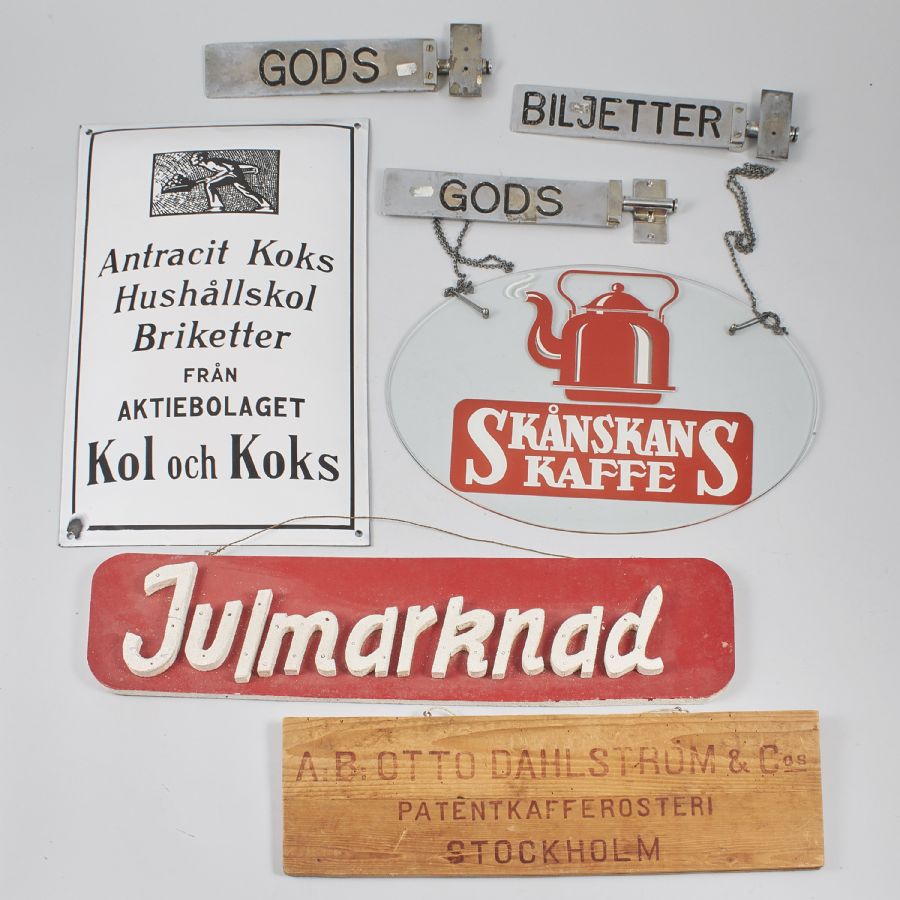 GODS
BILJETTER
GODS
Antracit Koks
Hushållskol
Briketter
FRÅN
AKTIEBOLAGET
Kol och Koks
SKÅNSKANS
KAFFE
Julmarknad
A.B. OTTO DAHLSTRÖM & Cos
PATENTKAFFEROSTERI
STOCKHOLM